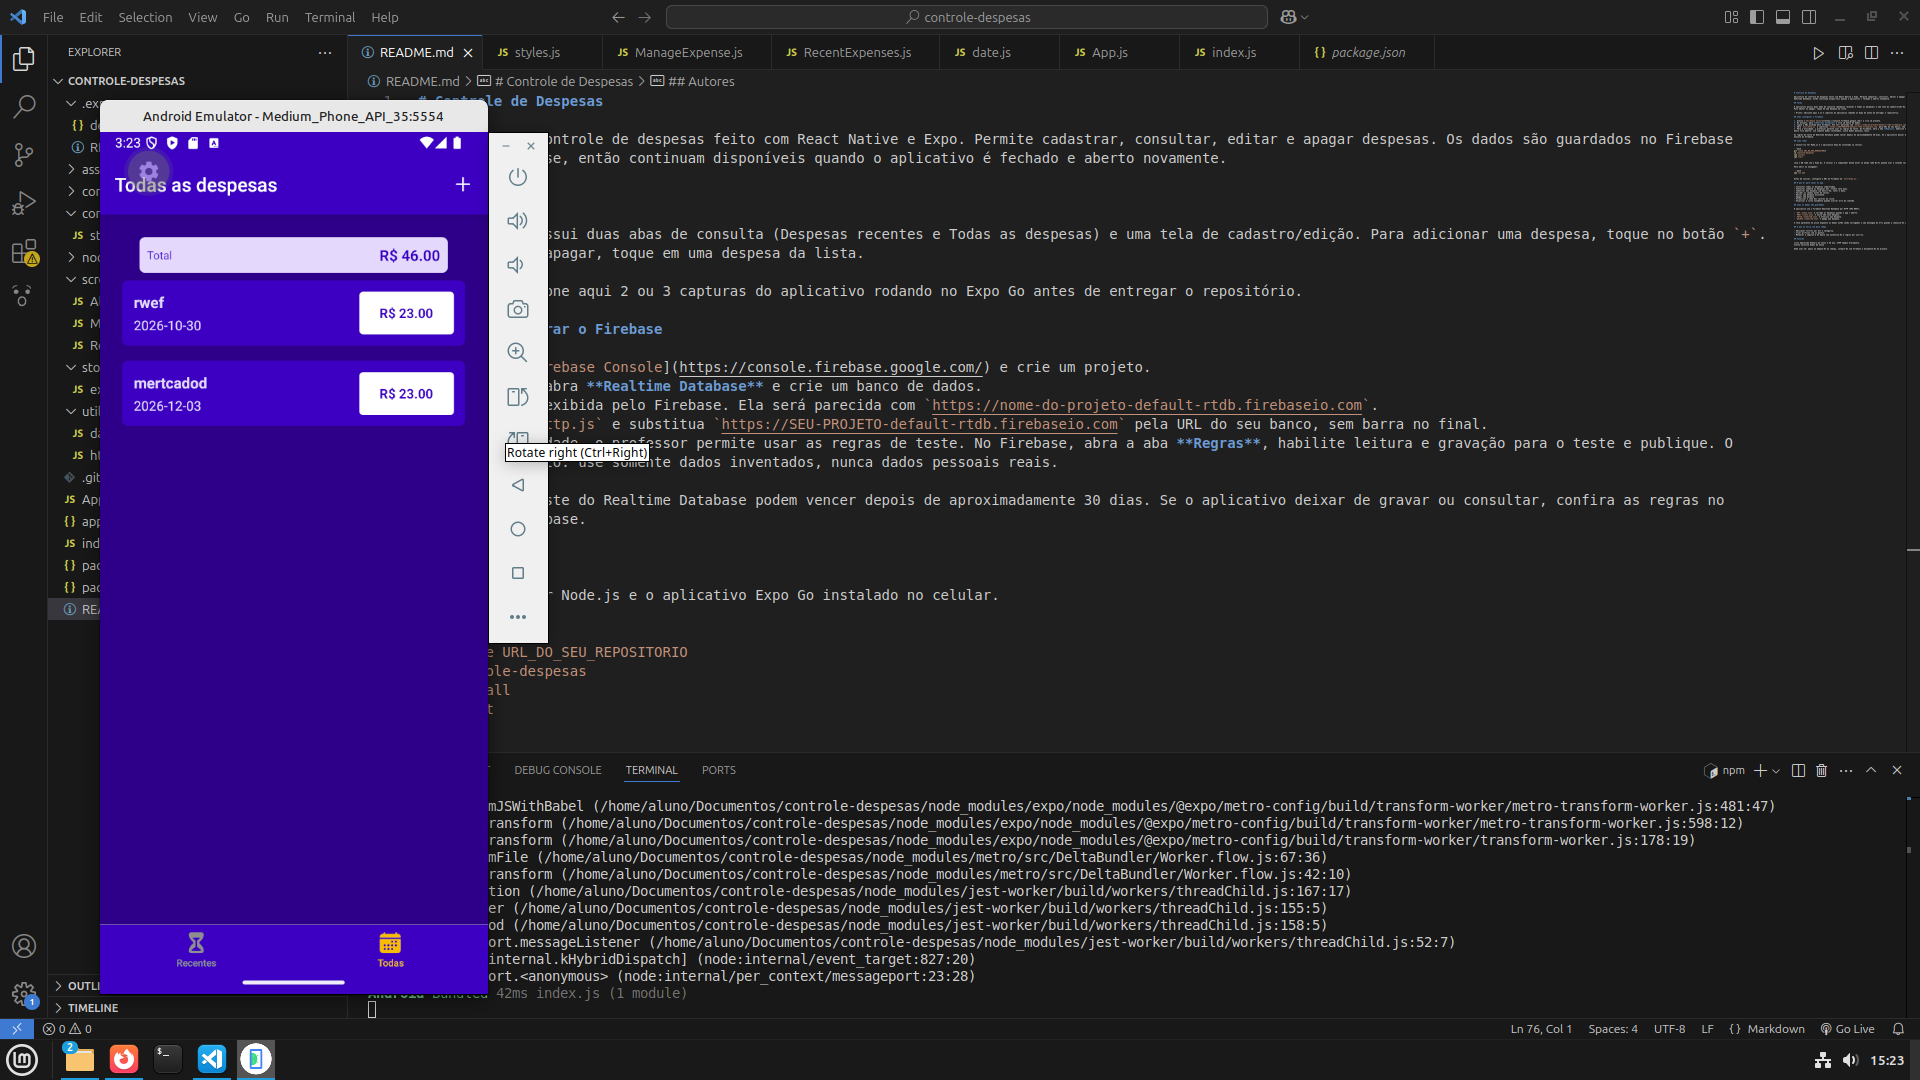 File Edit Selection View Go Run Terminal Help
controle-despesas
EXPLORER
README.md
styles.js
ManageExpense.js
RecentExpenses.js
date.js
App.js
index.js
package.json
CONTROLE-DESPESAS
README.md > # Controle de Despesas > ## Autores
Android Emulator - Medium_Phone_API_35:5554
3:23
Todas as despesas
Total
R$ 46.00
rwef
2026-10-30
R$ 23.00
mertcadod
2026-12-03
R$ 23.00
Recentes
Todas
Rotate right (Ctrl+Right)
le de Despesas
ontrole de despesas feito com React Native e Expo. Permite cadastrar, consultar, editar e apagar despesas. Os dados são guardados no Firebase
se, então continuam disponíveis quando o aplicativo é fechado e aberto novamente.
ssui duas abas de consulta (Despesas recentes e Todas as despesas) e uma tela de cadastro/edição. Para adicionar uma despesa, toque no botão `+`.
apagar, toque em uma despesa da lista.
one aqui 2 ou 3 capturas do aplicativo rodando no Expo Go antes de entregar o repositório.
rar o Firebase
rebase Console](https://console.firebase.google.com/) e crie um projeto.
abra **Realtime Database** e crie um banco de dados.
exibida pelo Firebase. Ela será parecida com `https://nome-do-projeto-default-rtdb.firebaseio.com`.
ttp.js` e substitua `https://SEU-PROJETO-default-rtdb.firebaseio.com` pela URL do seu banco, sem barra no final.
o professor permite usar as regras de teste. No Firebase, abra a aba **Regras**, habilite leitura e gravação para o teste e publique. O
to: use somente dados inventados, nunca dados pessoais reais.
ste do Realtime Database podem vencer depois de aproximadamente 30 dias. Se o aplicativo deixar de gravar ou consultar, confira as regras no
base.
r Node.js e o aplicativo Expo Go instalado no celular.
e URL_DO_SEU_REPOSITORIO
ole-despesas
all
t
DEBUG CONSOLE
TERMINAL
PORTS
npm
mJSWithBabel (/home/aluno/Documentos/controle-despesas/node_modules/expo/node_modules/@expo/metro-config/build/transform-worker/metro-transform-worker.js:481:47)
ransform (/home/aluno/Documentos/controle-despesas/node_modules/expo/node_modules/@expo/metro-config/build/transform-worker/metro-transform-worker.js:598:12)
ransform (/home/aluno/Documentos/controle-despesas/node_modules/expo/node_modules/@expo/metro-config/build/transform-worker/transform-worker.js:178:19)
mFile (/home/aluno/Documentos/controle-despesas/node_modules/metro/src/DeltaBundler/Worker.flow.js:67:36)
ransform (/home/aluno/Documentos/controle-despesas/node_modules/metro/src/DeltaBundler/Worker.flow.js:42:10)
tion (/home/aluno/Documentos/controle-despesas/node_modules/jest-worker/build/workers/threadChild.js:167:17)
er (/home/aluno/Documentos/controle-despesas/node_modules/jest-worker/build/workers/threadChild.js:155:5)
od (/home/aluno/Documentos/controle-despesas/node_modules/jest-worker/build/workers/threadChild.js:158:5)
ort.messageListener (/home/aluno/Documentos/controle-despesas/node_modules/jest-worker/build/workers/threadChild.js:52:7)
internal.kHybridDispatch] (node:internal/event_target:827:20)
ort.<anonymous> (node:internal/per_context/messageport:23:28)
Android Bundled 42ms index.js (1 module)
OUTLI
TIMELINE
0 0
Ln 76, Col 1
Spaces: 4
UTF-8
LF
{} Markdown
Go Live
15:23